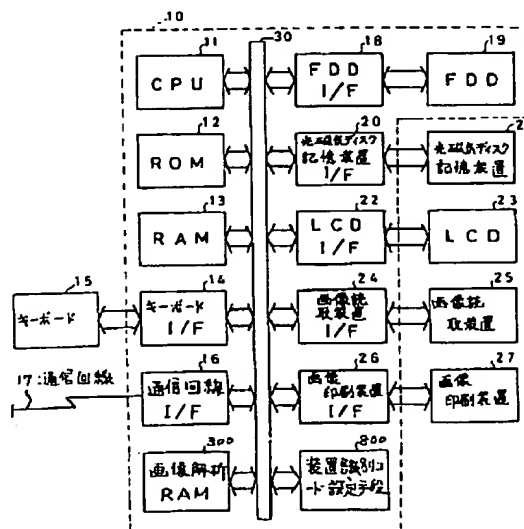 10
30
11
CPU
18
FDD
I/F
19
FDD
12
ROM
20
光磁気ディスク
記憶装置
I/F
2
光磁気ディスク
記憶装置
13
RAM
22
LCD
I/F
23
LCD
15
キーボード
14
キーボード
I/F
24
画像読
取装置
I/F
25
画像読
取装置
17:通信回線
16
通信回線
I/F
26
画像
印刷装置
I/F
27
画像
印刷装置
300
画像解析
RAM
800
装置識別コ
ード設定手段